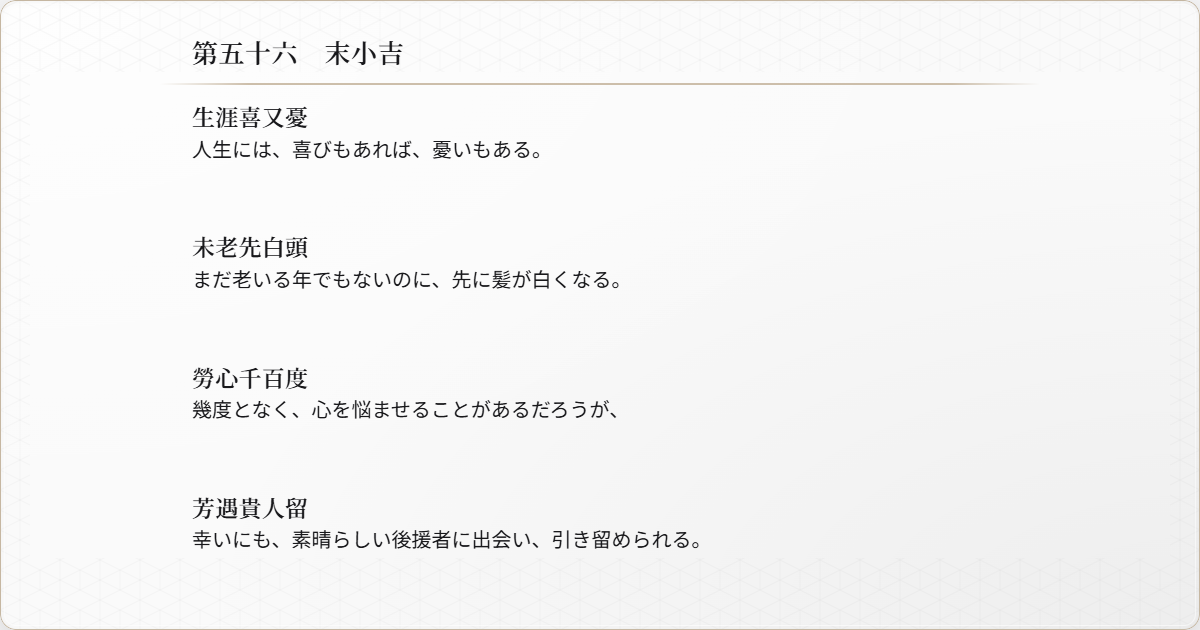 第五十六　末小吉
生涯喜又憂
人生には、喜びもあれば、憂いもある。
未老先白頭
まだ老いる年でもないのに、先に髪が白くなる。
勞心千百度
幾度となく、心を悩ませることがあるだろうが、
芳遇貴人留
幸いにも、素晴らしい後援者に出会い、引き留められる。